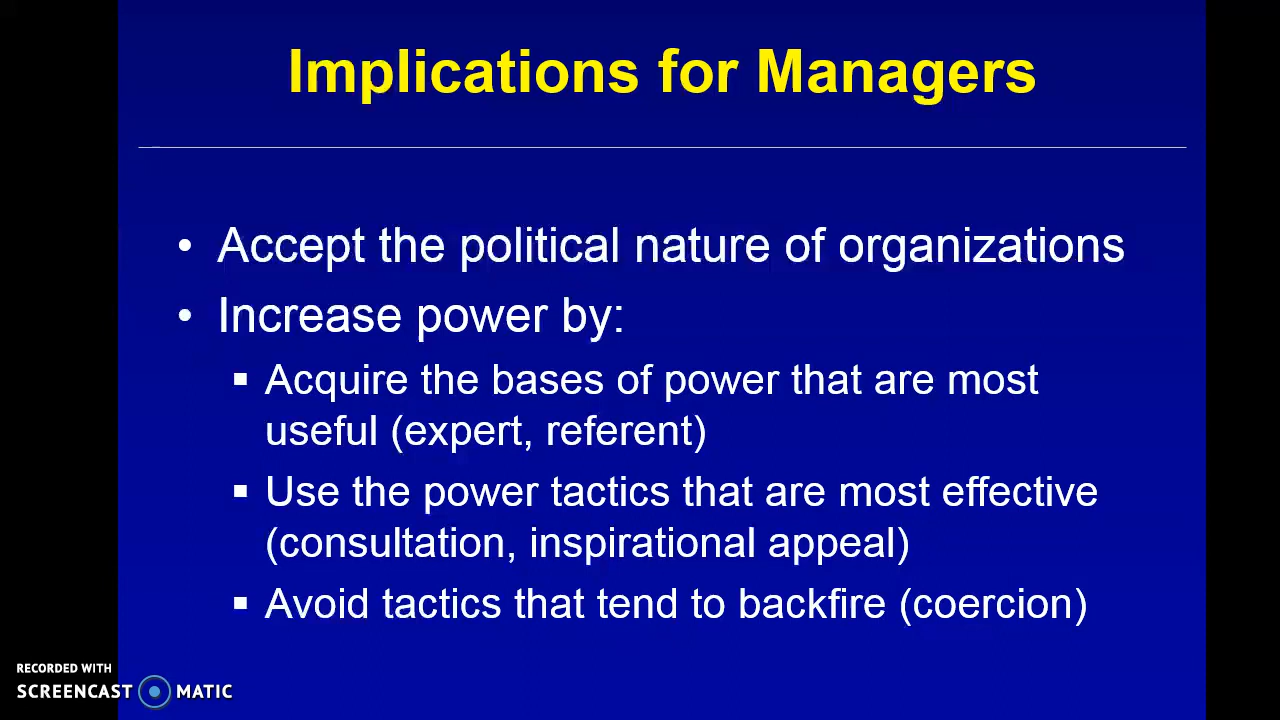 Implications for Managers
• Accept the political nature of organizations
• Increase power by:
▪ Acquire the bases of power that are most
useful (expert, referent)
▪ Use the power tactics that are most effective
(consultation, inspirational appeal)
▪ Avoid tactics that tend to backfire (coercion)
RECORDED WITH
SCREENCAST MATIC